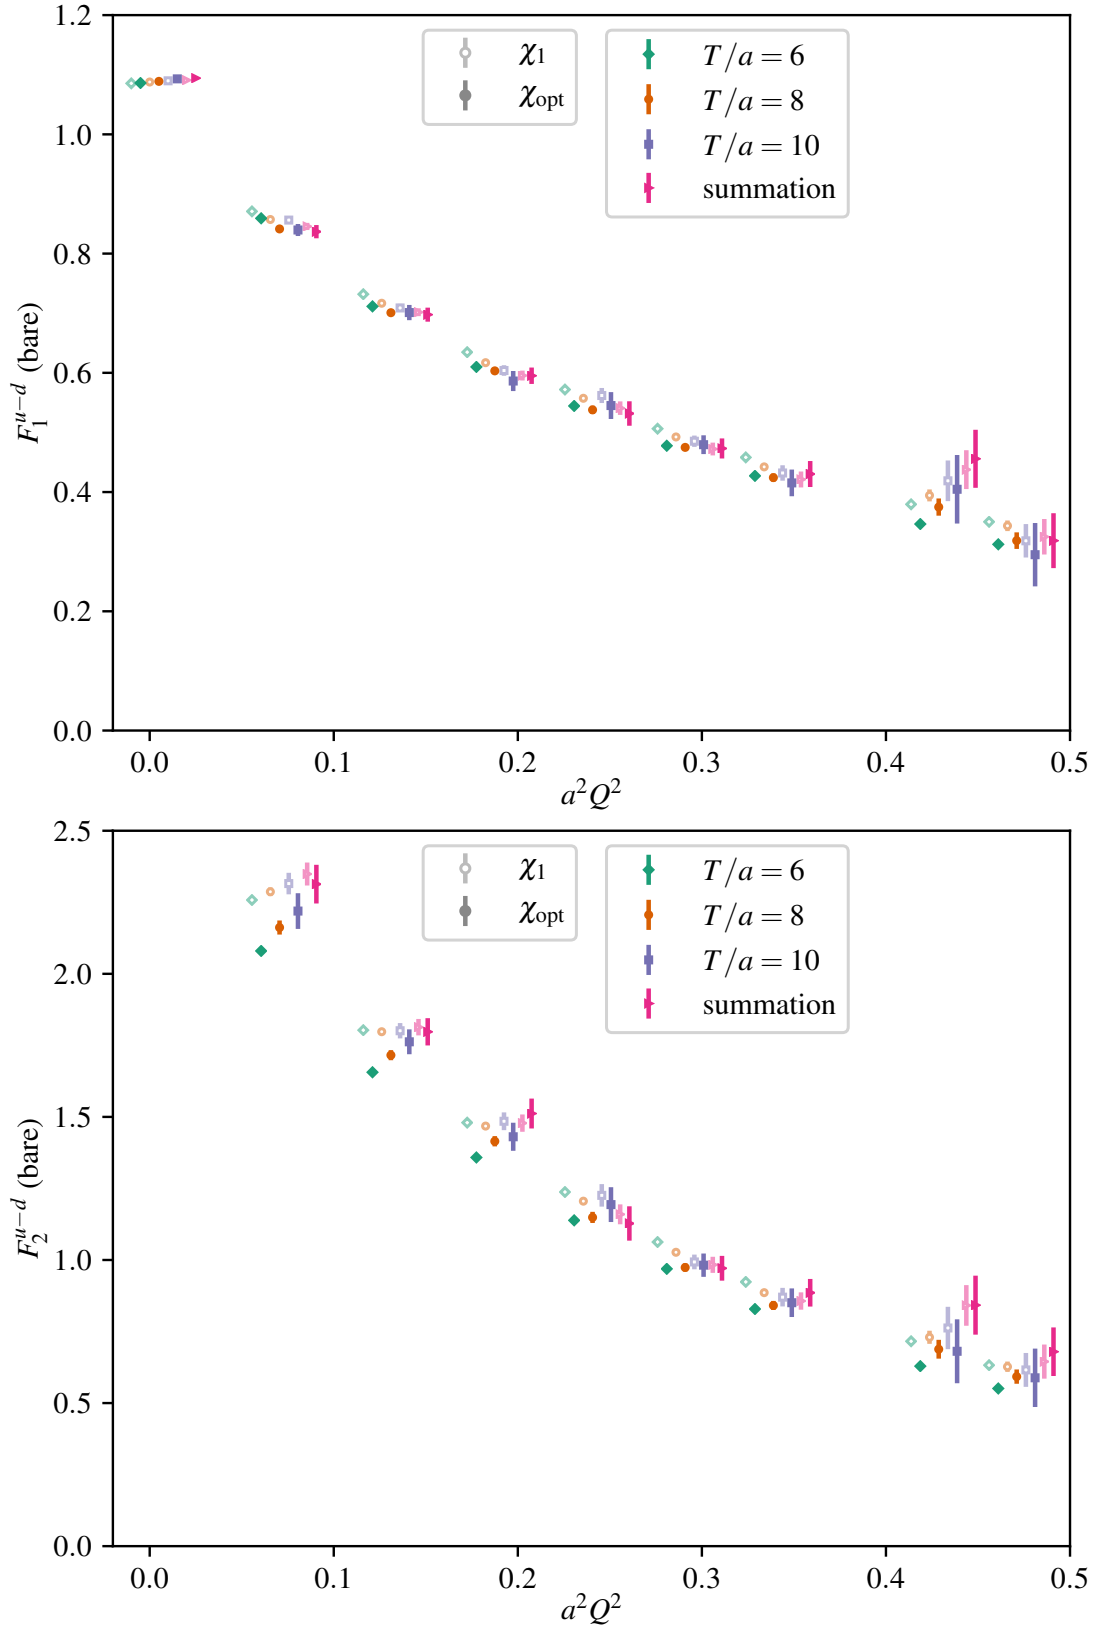 1.2
1.0
0.8
0.6
0.4
0.2
0.0
F₁ᵘ⁻ᵈ (bare)
χ₁
χopt
T/a = 6
T/a = 8
T/a = 10
summation
0.0 0.1 0.2 0.3 0.4 0.5
a²Q²
2.5
2.0
1.5
1.0
0.5
0.0
F₂ᵘ⁻ᵈ (bare)
χ₁
χopt
T/a = 6
T/a = 8
T/a = 10
summation
0.0 0.1 0.2 0.3 0.4 0.5
a²Q²